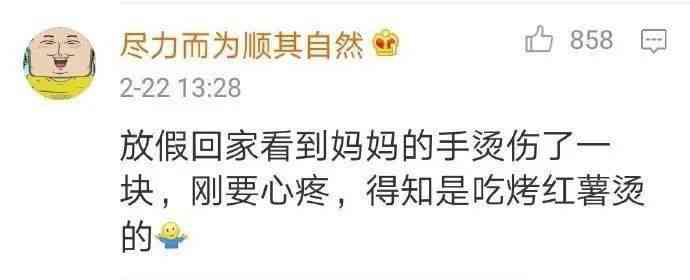 尽力而为顺其自然
858
2-22 13:28
放假回家看到妈妈的手烫伤了一
块，刚要心疼，得知是吃烤红薯烫
的